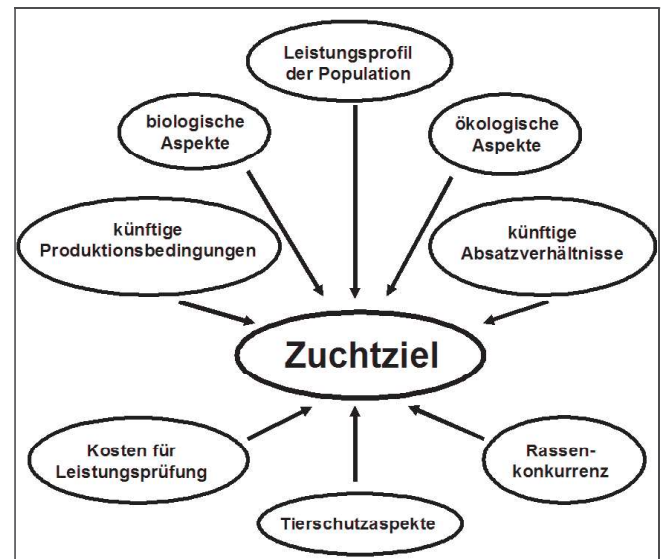 Leistungsprofil
der Population
biologische
Aspekte
ökologische
Aspekte
künftige
Produktionsbedingungen
künftige
Absatzverhältnisse
Zuchtziel
Kosten für
Leistungsprüfung
Rassen-
konkurrenz
Tierschutzaspekte